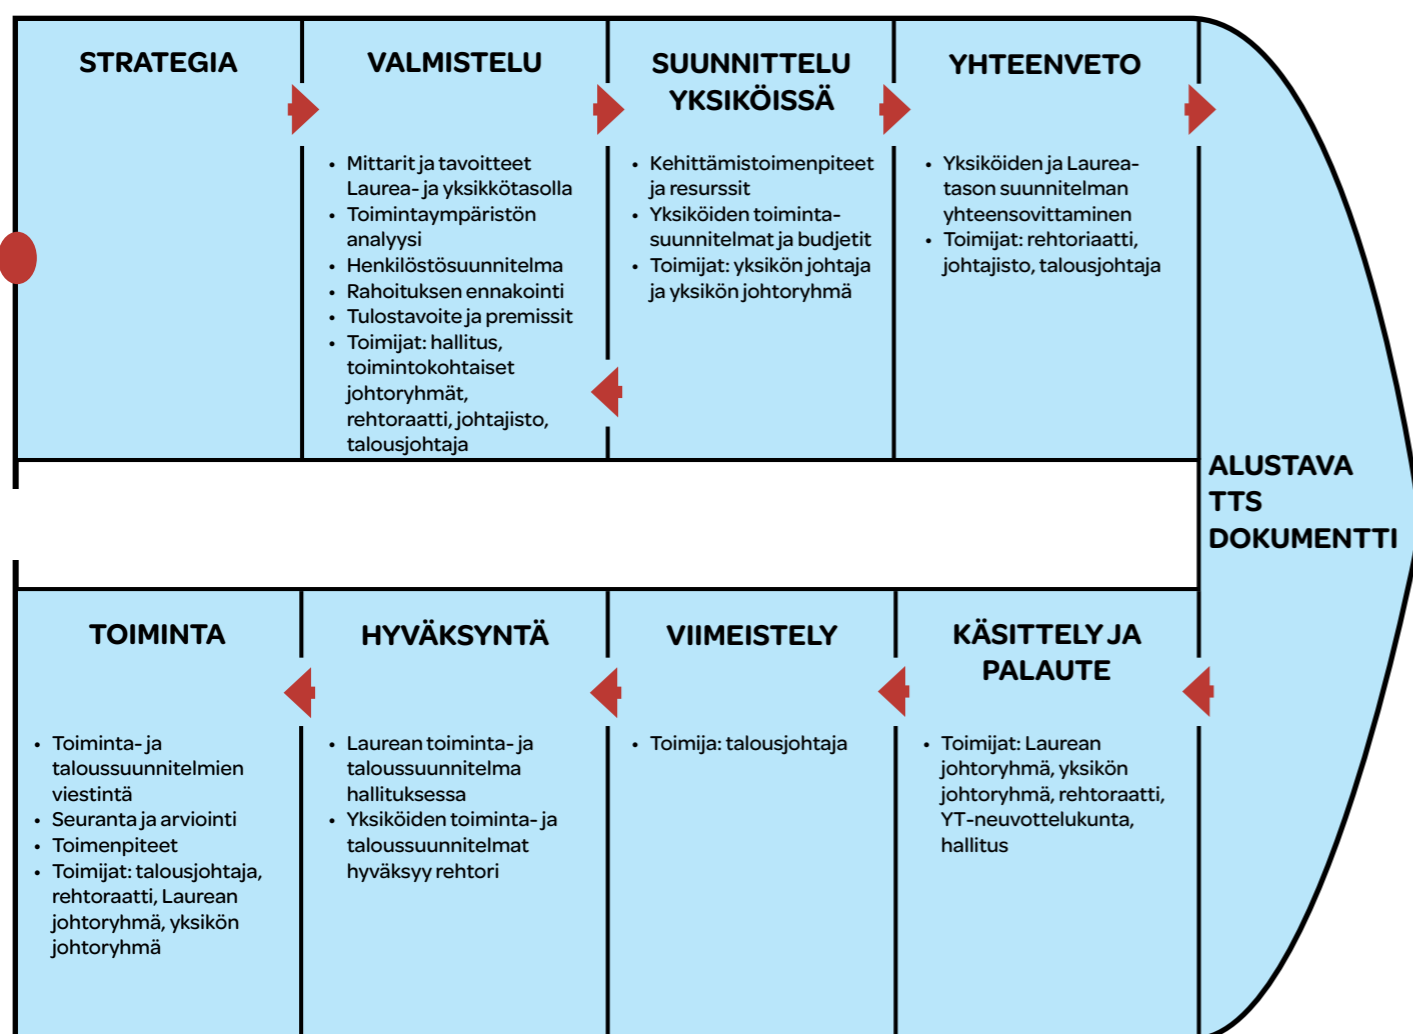 STRATEGIA
VALMISTELU
• Mittarit ja tavoitteet
Laurea- ja yksikkötasolla
• Toimintaympäristön
analyysi
• Henkilöstösuunnitelma
• Rahoituksen ennakointi
• Tulostavoite ja premissit
• Toimijat: hallitus,
toimintokohtaiset
johtoryhmät,
rehtoraatti, johtajisto,
talousjohtaja
SUUNNITTELU
YKSIKÖISSÄ
• Kehittämistoimenpiteet
ja resurssit
• Yksiköiden toiminta-
suunnitelmat ja budjetit
• Toimijat: yksikön johtaja
ja yksikön johtoryhmä
YHTEENVETO
• Yksiköiden ja Laurea-
tason suunnitelman
yhteensovittaminen
• Toimijat: rehtoriaatti,
johtajisto, talousjohtaja
ALUSTAVA
TTS
DOKUMENTTI
KÄSITTELY JA
PALAUTE
• Toimijat: Laurean
johtoryhmä, yksikön
johtoryhmä, rehtoraatti,
YT-neuvottelukunta,
hallitus
VIIMEISTELY
• Toimija: talousjohtaja
HYVÄKSYNTÄ
• Laurean toiminta- ja
taloussuunnitelma
hallituksessa
• Yksiköiden toiminta- ja
taloussuunnitelmat
hyväksyy rehtori
TOIMINTA
• Toiminta- ja
taloussuunnitelmien
viestintä
• Seuranta ja arviointi
• Toimenpiteet
• Toimijat: talousjohtaja,
rehtoraatti, Laurean
johtoryhmä, yksikön
johtoryhmä